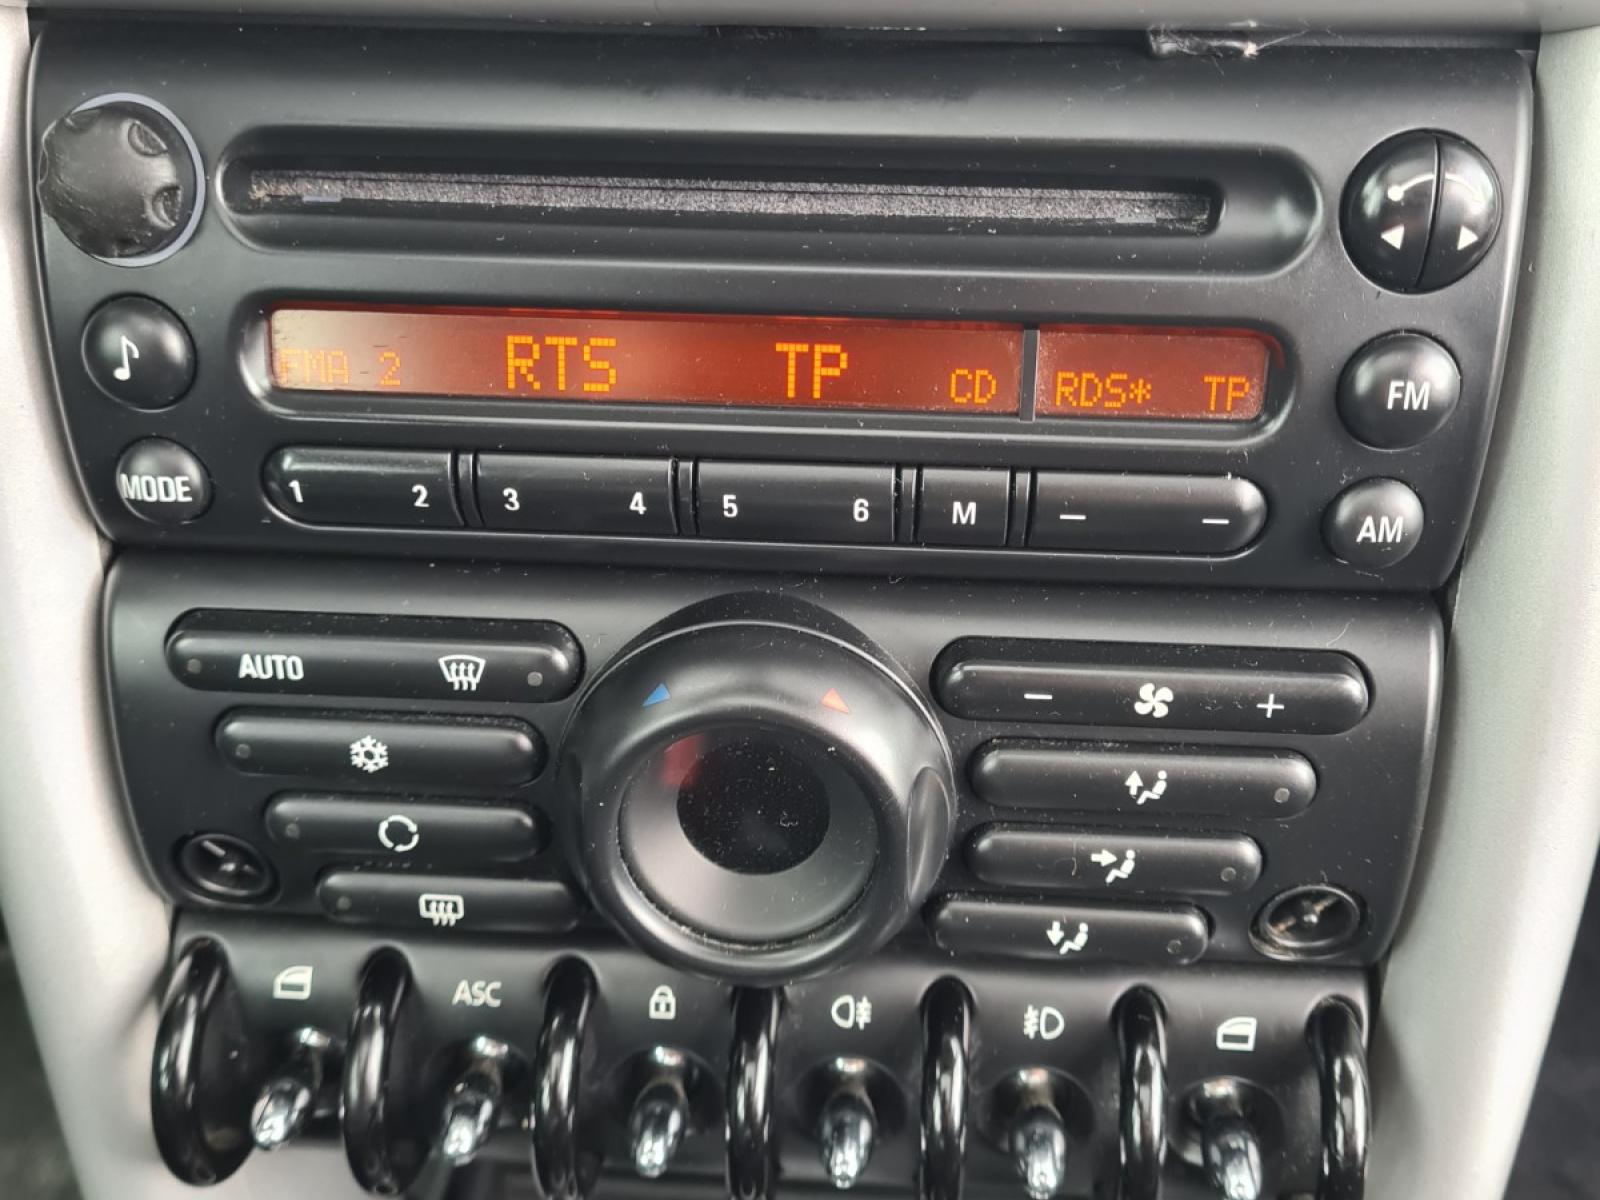 FMA 2 RTS TP CD RDS* TP
FM
MODE
1 2 3 4 5 6 M — —
AM
AUTO
— +
ASC